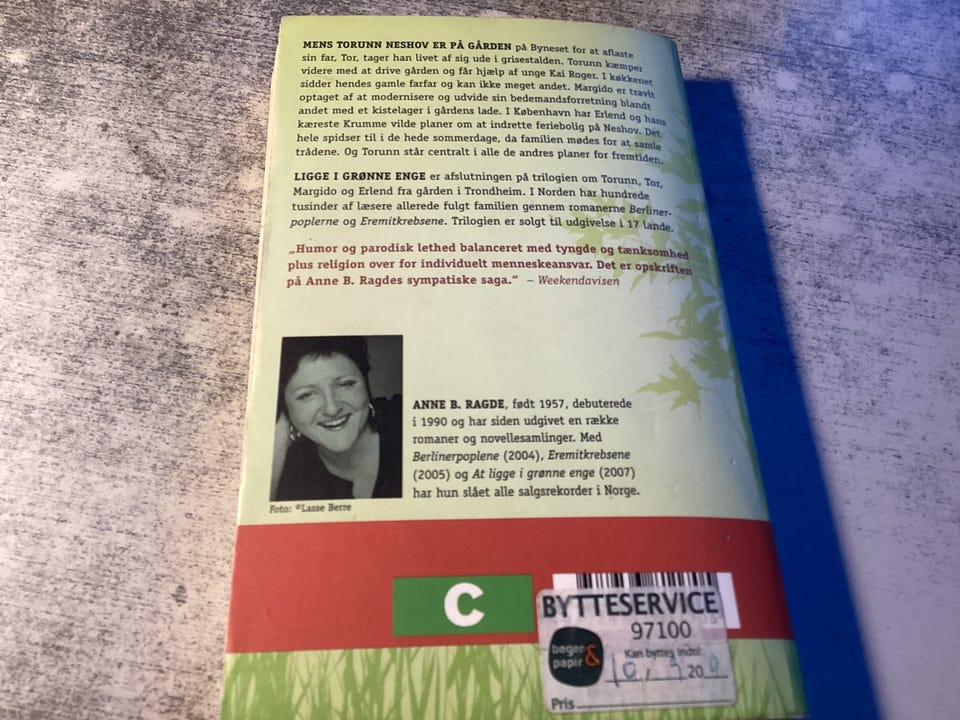 MENS TORUNN NESHOV ER PÅ GÅRDEN på Byneset for at aflaste
sin far, Tor, tager han livet af sig ude i grisestalden. Torunn kæmper
videre med at drive gården og får hjælp af unge Kai Roger. I køkkenet
sidder hendes gamle farfar og kan ikke meget andet. Margido er travlt
optaget af at modernisere og udvide sin bedemandsforretning blandt
andet med et kistelager i gårdens lade. I København har Erlend og hans
kæreste Krumme vilde planer om at indrette feriebolig på Neshov. Det
hele spidser til i de hede sommerdage, da familien mødes for at samle
trådene. Og Torunn står centralt i alle de andres planer for fremtiden.
LIGGE I GRØNNE ENGE er afslutningen på trilogien om Torunn, Tor,
Margido og Erlend fra gården i Trondheim. I Norden har hundrede
tusinder af læsere allerede fulgt familien gennem romanerne Berliner-
poplerne og Eremitkrebsene. Trilogien er solgt til udgivelse i 17 lande.
„Humor og parodisk lethed balanceret med tyngde og tænksomhed
plus religion over for individuelt menneskeansvar. Det er opskriften
på Anne B. Ragdes sympatiske saga.“ – Weekendavisen
ANNE B. RAGDE, født 1957, debuterede
i 1990 og har siden udgivet en række
romaner og novellesamlinger. Med
Berlinerpoplene (2004), Eremitkrebsene
(2005) og At ligge i grønne enge (2007)
har hun slået alle salgsrekorder i Norge.
Foto: ©Lasse Berre
C
BYTTESERVICE
97100
bøger &
papir
Kan byttes indtil:
10, 20
Pris